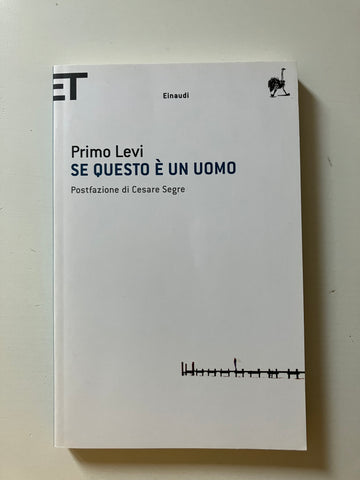 ET
Einaudi
Primo Levi
SE QUESTO È UN UOMO
Postfazione di Cesare Segre